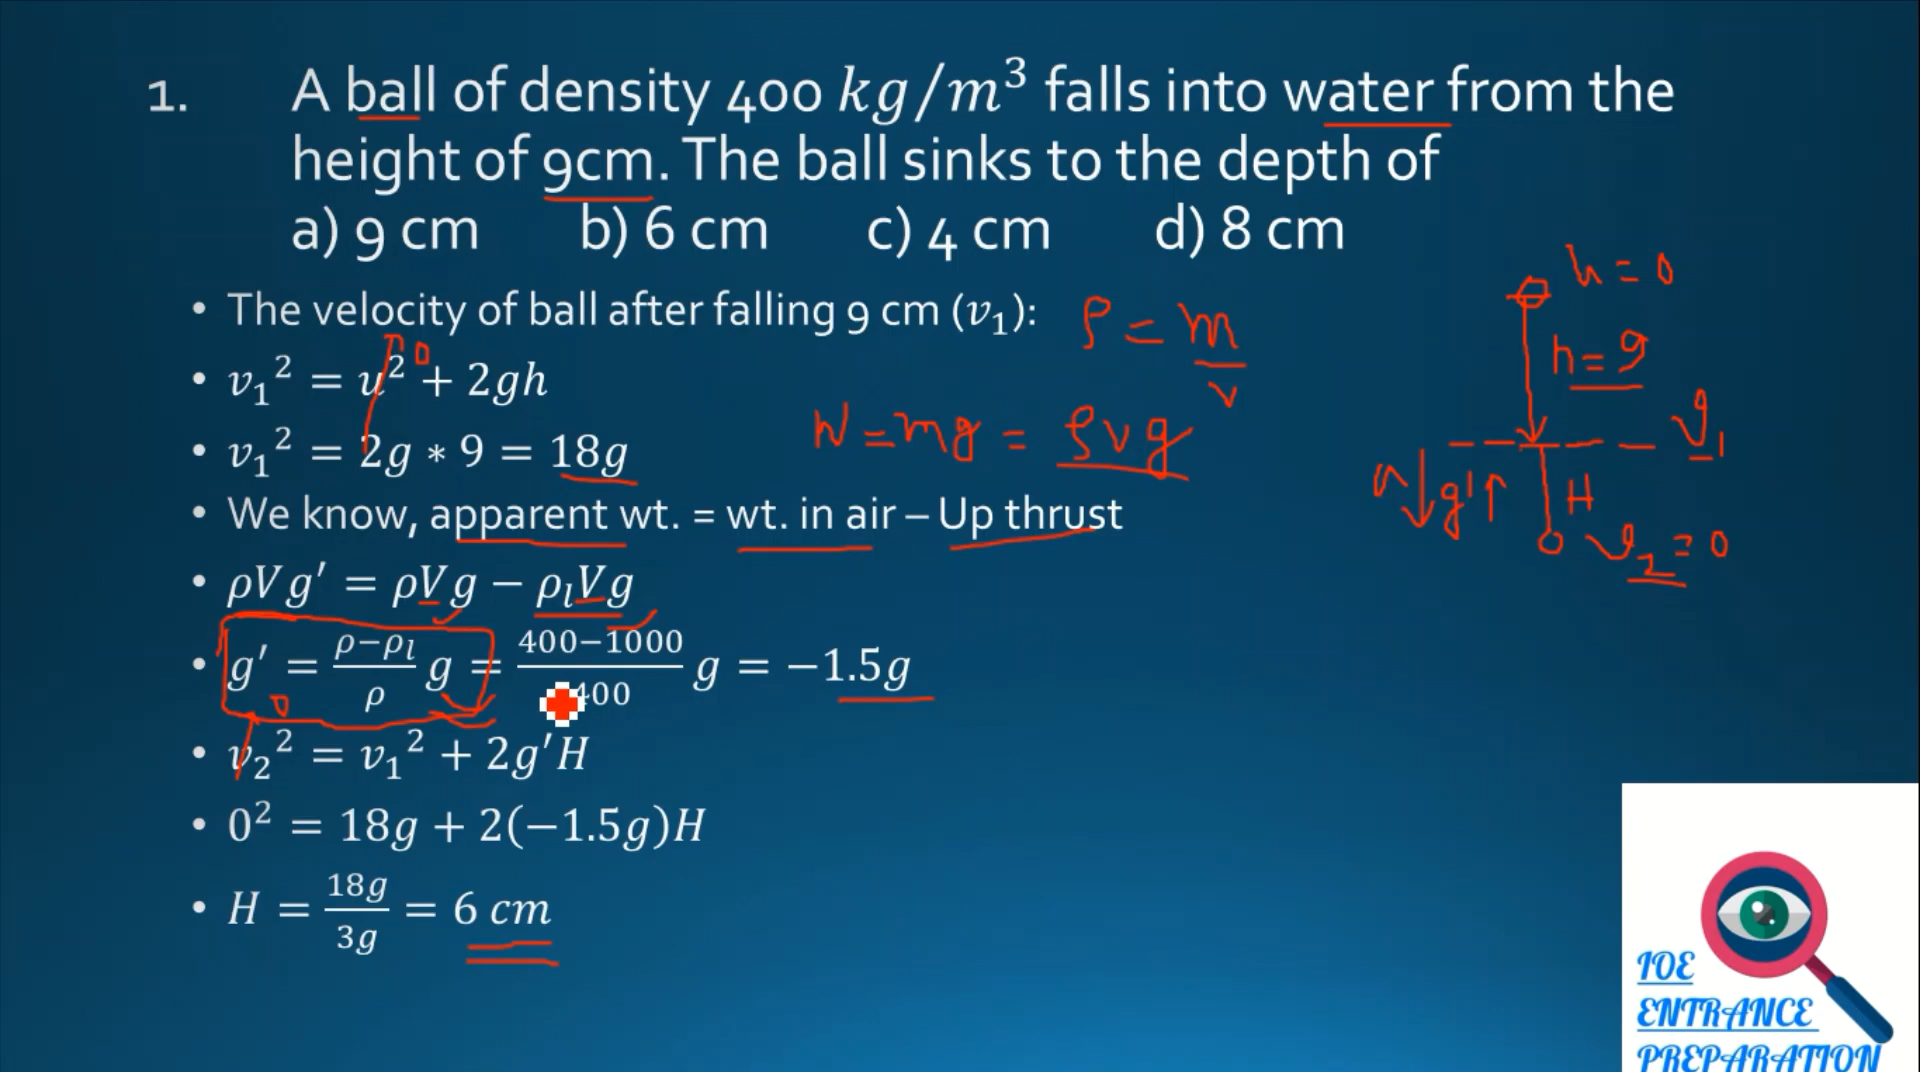 1. A ball of density 400 kg/m³ falls into water from the
height of 9cm. The ball sinks to the depth of
a) 9 cm b) 6 cm c) 4 cm d) 8 cm
• The velocity of ball after falling 9 cm (v₁):
• v₁² = u² + 2gh
• v₁² = 2g ∗ 9 = 18g
• We know, apparent wt. = wt. in air – Up thrust
• ρVg′ = ρVg − ρₗVg
• g′ = (ρ−ρₗ)/ρ g = (400−1000)/400 g = −1.5g
• v₂² = v₁² + 2g′H
• 0² = 18g + 2(−1.5g)H
• H = 18g/3g = 6 cm
0
0
ρ = m/v
W = mg = ρvg
h = 0
h = 9
v₁
g' H
v₂ = 0
IOE
ENTRANCE
PREPARATION